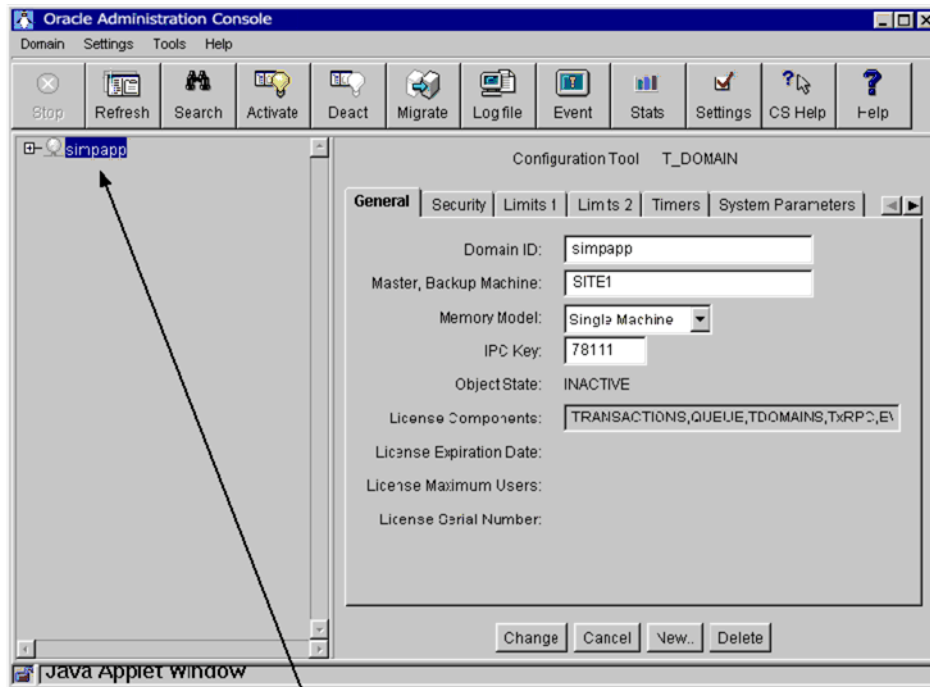 Oracle Administration Console
Domain Settings Tools Help
Stop Refresh Search Activate Deact Migrate Logfile Event Stats Settings CS Help Help
simpapp
Configuration Tool T_DOMAIN
General Security Limits 1 Limits 2 Timers System Parameters
Domain ID: simpapp
Master, Backup Machine: SITE1
Memory Model: Single Machine
IPC Key: 78111
Object State: INACTIVE
License Components: TRANSACTIONS,QUEUE,TDOMAINS,TxRPC,EV
License Expiration Date:
License Maximum Users:
License Serial Number:
Change Cancel New.. Delete
Java Applet Window